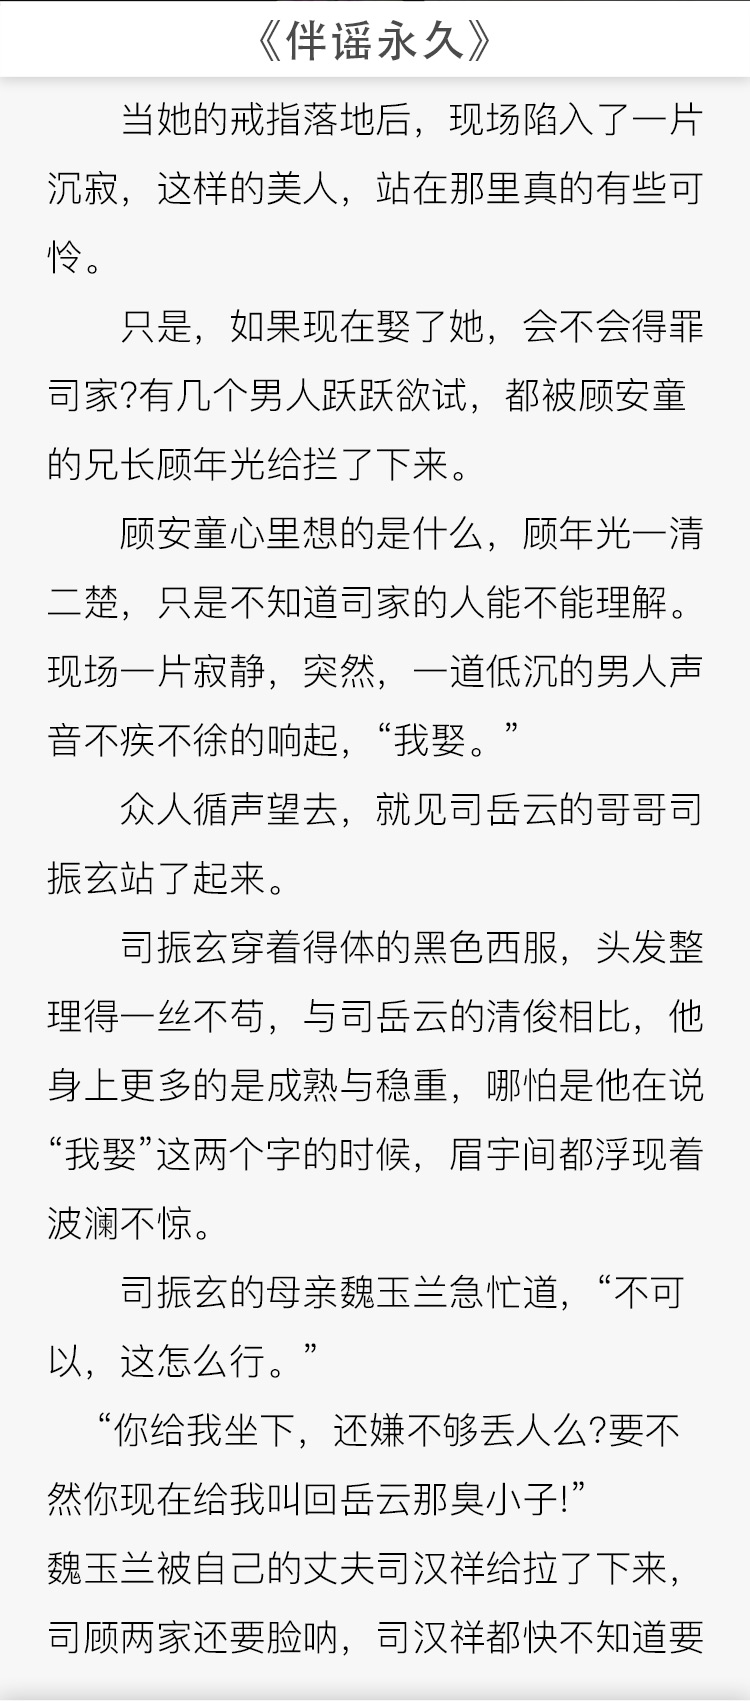 《伴谣永久》
当她的戒指落地后，现场陷入了一片
沉寂，这样的美人，站在那里真的有些可
怜。
只是，如果现在娶了她，会不会得罪
司家?有几个男人跃跃欲试，都被顾安童
的兄长顾年光给拦了下来。
顾安童心里想的是什么，顾年光一清
二楚，只是不知道司家的人能不能理解。
现场一片寂静，突然，一道低沉的男人声
音不疾不徐的响起，“我娶。”
众人循声望去，就见司岳云的哥哥司
振玄站了起来。
司振玄穿着得体的黑色西服，头发整
理得一丝不苟，与司岳云的清俊相比，他
身上更多的是成熟与稳重，哪怕是他在说
“我娶”这两个字的时候，眉宇间都浮现着
波澜不惊。
司振玄的母亲魏玉兰急忙道，“不可
以，这怎么行。”
“你给我坐下，还嫌不够丢人么?要不
然你现在给我叫回岳云那臭小子!”
魏玉兰被自己的丈夫司汉祥给拉了下来，
司顾两家还要脸呐，司汉祥都快不知道要